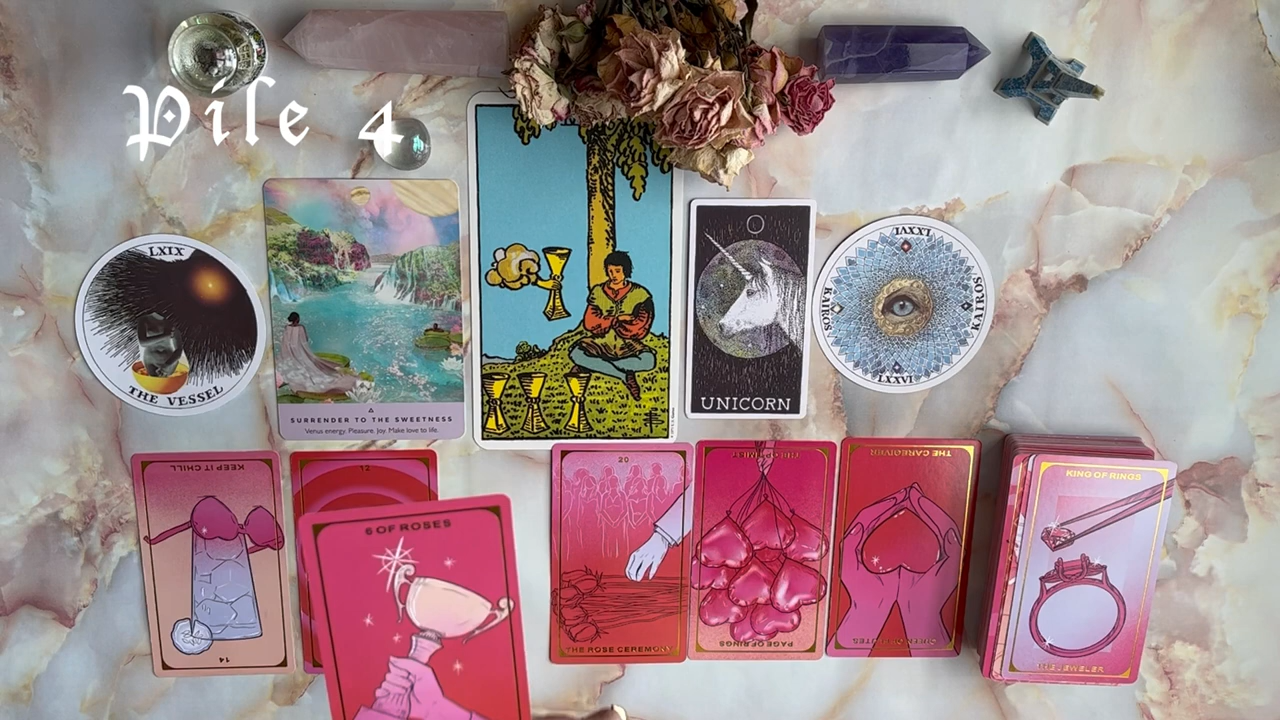 Pile 4
LXIX
THE VESSEL
SURRENDER TO THE SWEETNESS
Venus energy. Pleasure. Joy. Make love to life.
UNICORN
LXXVI
KAIROS
KAIROS
LXXVI
KEEP IT CHILL
14
12
6 OF ROSES
20
THE ROSE CEREMONY
PAGE OF RINGS
THE CAREGIVER
KING OF RINGS
THE JEWELER